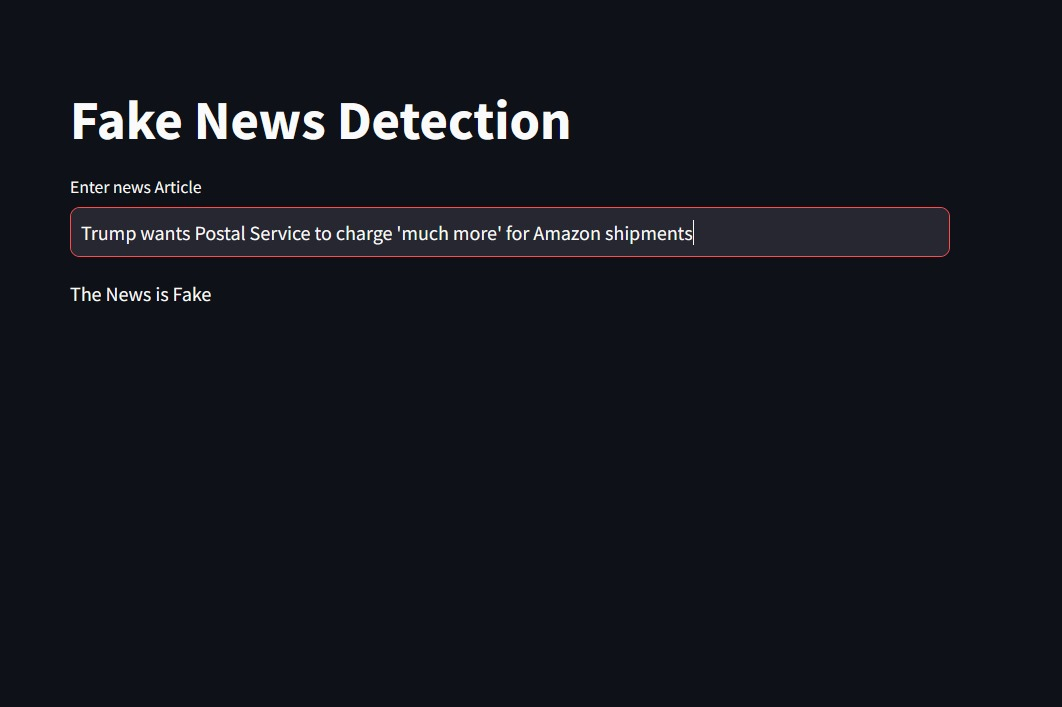 Fake News Detection
Enter news Article
Trump wants Postal Service to charge 'much more' for Amazon shipments
The News is Fake